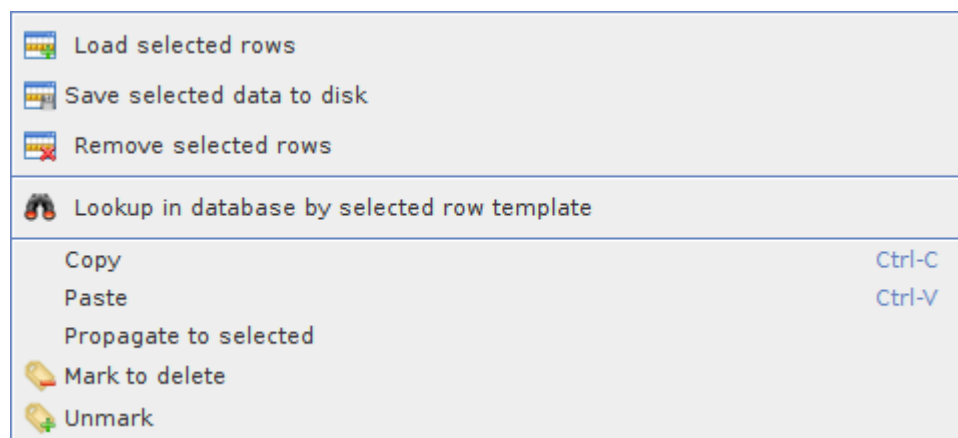 Load selected rows
Save selected data to disk
Remove selected rows
Lookup in database by selected row template
Copy Ctrl-C
Paste Ctrl-V
Propagate to selected
Mark to delete
Unmark